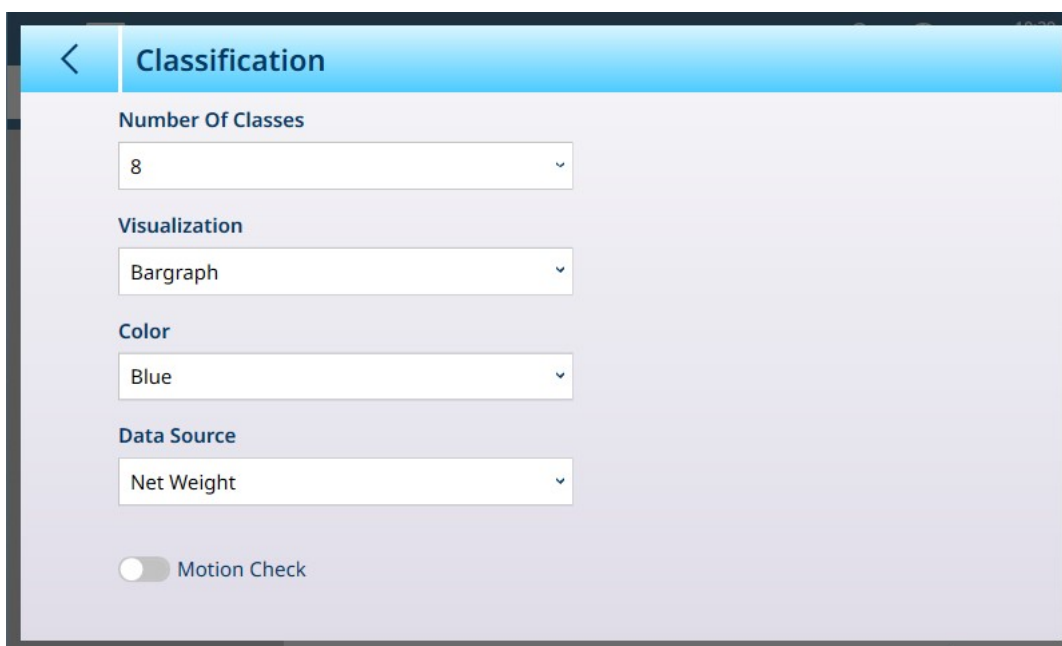 Classification
Number Of Classes
8
Visualization
Bargraph
Color
Blue
Data Source
Net Weight
Motion Check